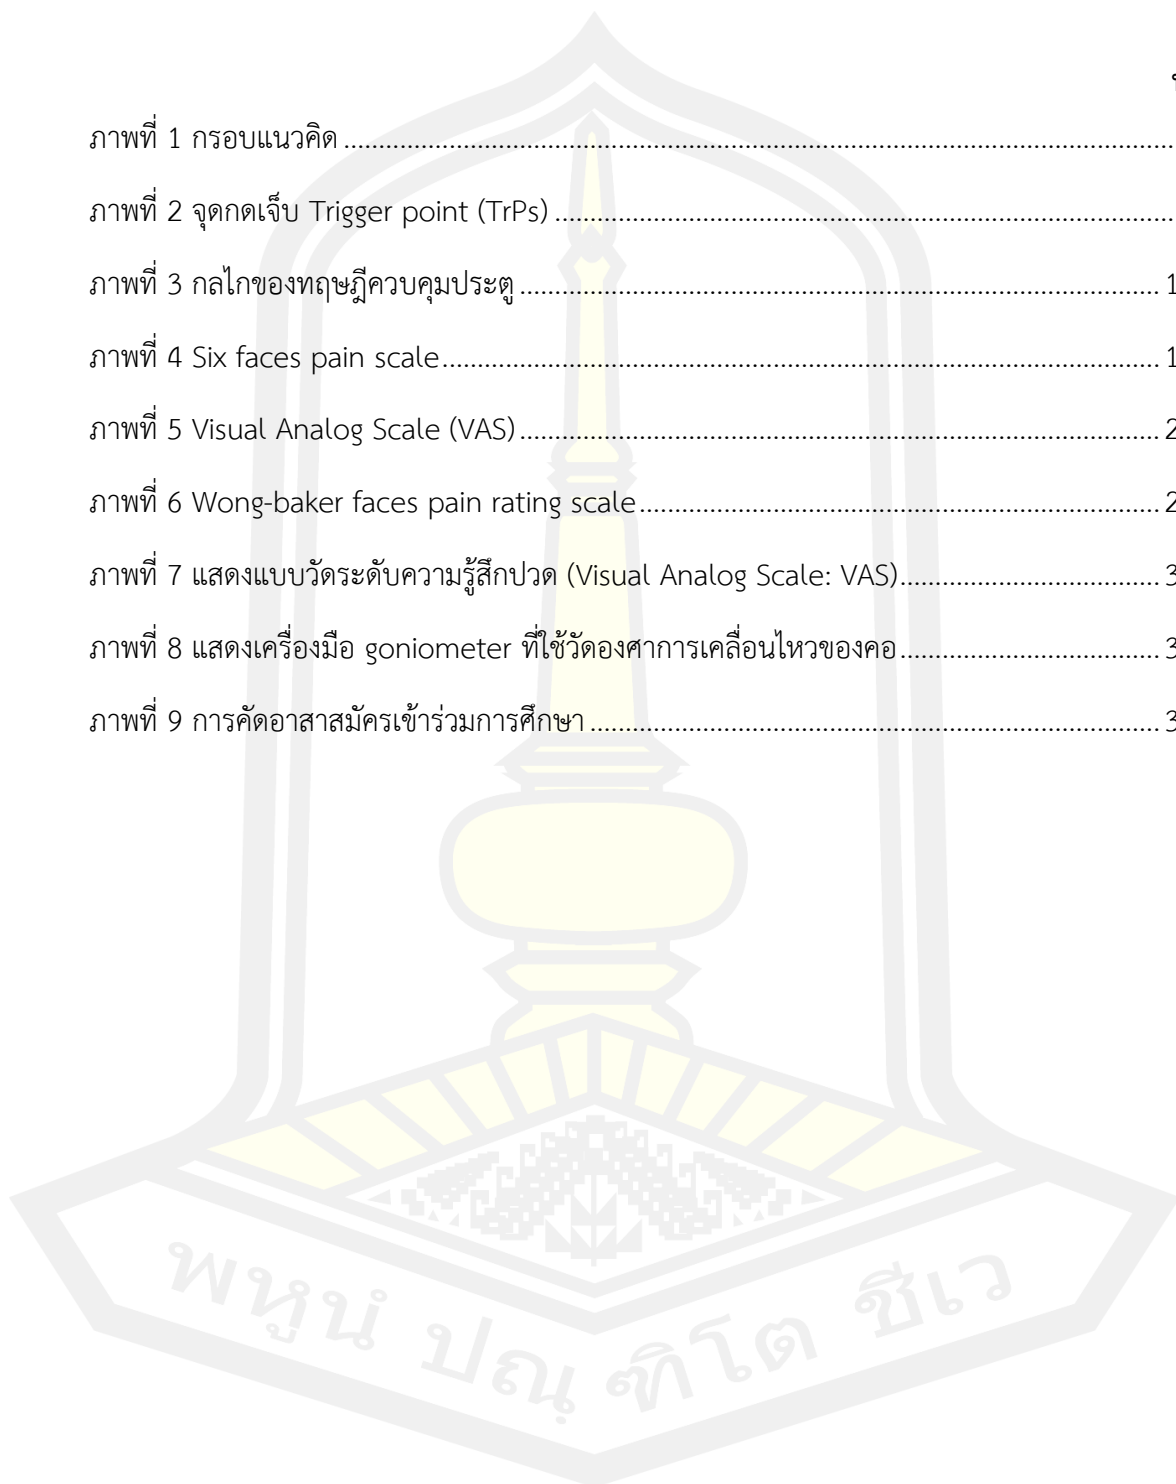 ภาพที่ 1 กรอบแนวคิด ........................................................................................................................
ภาพที่ 2 จุดกดเจ็บ Trigger point (TrPs) .........................................................................................
ภาพที่ 3 กลไกของทฤษฎีควบคุมประตู ............................................................................................ 1
ภาพที่ 4 Six faces pain scale ....................................................................................................... 1
ภาพที่ 5 Visual Analog Scale (VAS) ............................................................................................ 2
ภาพที่ 6 Wong-baker faces pain rating scale ........................................................................... 2
ภาพที่ 7 แสดงแบบวัดระดับความรู้สึกปวด (Visual Analog Scale: VAS) ..................................... 3
ภาพที่ 8 แสดงเครื่องมือ goniometer ที่ใช้วัดองศาการเคลื่อนไหวของคอ ..................................... 3
ภาพที่ 9 การคัดอาสาสมัครเข้าร่วมการศึกษา .................................................................................. 3
พหูนํ ปณฺฑิโต ชีเว